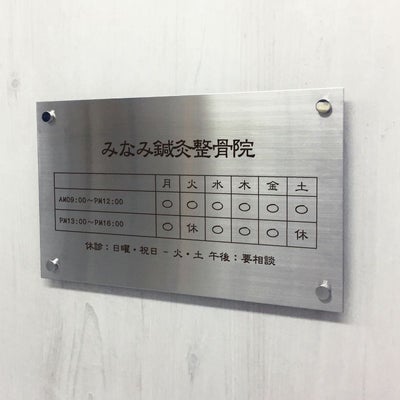 みなみ鍼灸整骨院
月 火 水 木 金 土
AM09:00～PM12:00 ○ ○ ○ ○ ○ ○
PM13:00～PM16:00 ○ 休 ○ ○ ○ 休
休診：日曜・祝日 － 火・土 午後：要相談